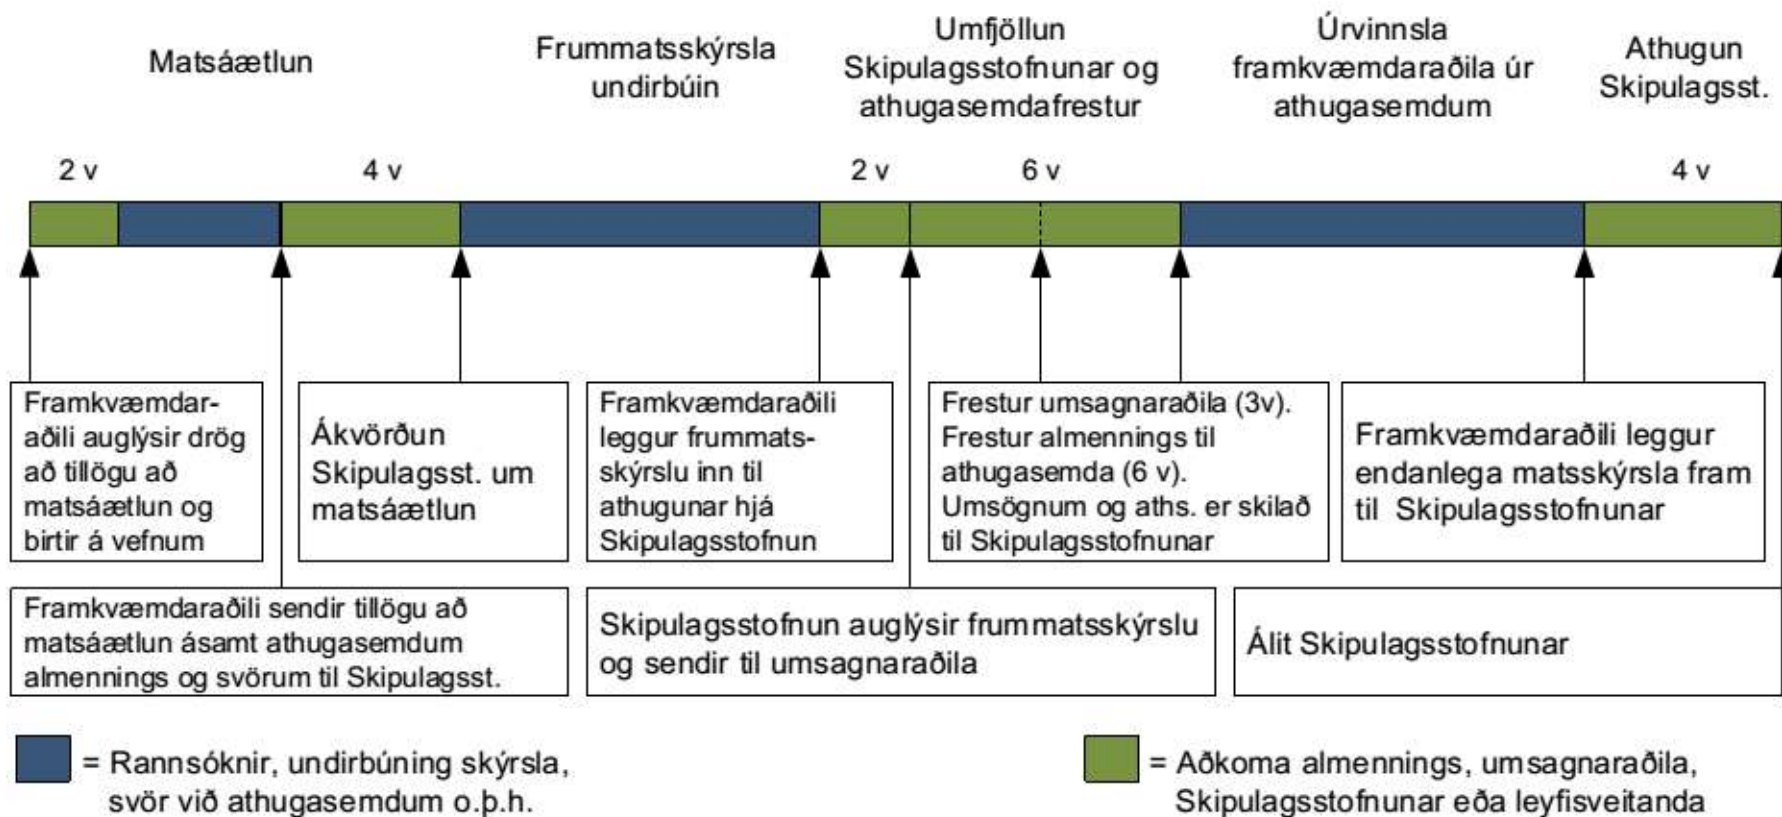 Matsáætlun
Frummatsskýrsla
undirbúin
Umfjöllun
Skipulagsstofnunar og
athugasemdafrestur
Úrvinnsla
framkvæmdaraðila úr
athugasemdum
Athugun
Skipulagsst.
2 v
4 v
2 v
6 v
4 v
Framkvæmdar-
aðili auglýsir drög
að tillögu að
matsáætlun og
birtir á vefnum
Ákvörðun
Skipulagsst. um
matsáætlun
Framkvæmdaraðili
leggur frummats-
skýrslu inn til
athugunar hjá
Skipulagsstofnun
Frestur umsagnaraðila (3v).
Frestur almennings til
athugasemda (6 v).
Umsögnum og aths. er skilað
til Skipulagsstofnunar
Framkvæmdaraðili leggur
endanlega matsskýrsla fram
til Skipulagsstofnunar
Framkvæmdaraðili sendir tillögu að
matsáætlun ásamt athugasemdum
almennings og svörum til Skipulagsst.
Skipulagsstofnun auglýsir frummatsskýrslu
og sendir til umsagnaraðila
Álit Skipulagsstofnunar
= Rannsóknir, undirbúning skýrsla,
svör við athugasemdum o.þ.h.
= Aðkoma almennings, umsagnaraðila,
Skipulagsstofnunar eða leyfisveitanda